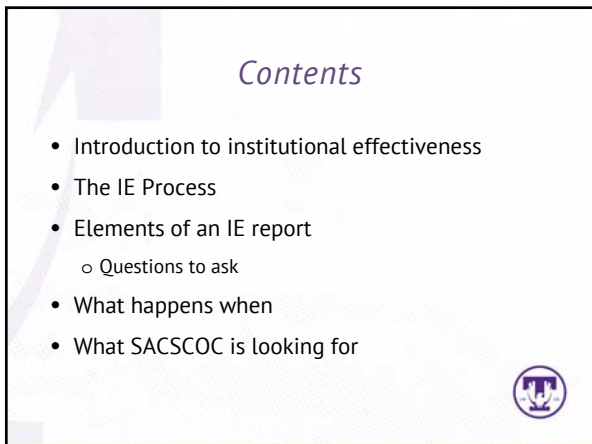 Contents
• Introduction to institutional effectiveness
• The IE Process
• Elements of an IE report
o Questions to ask
• What happens when
• What SACSCOC is looking for
T